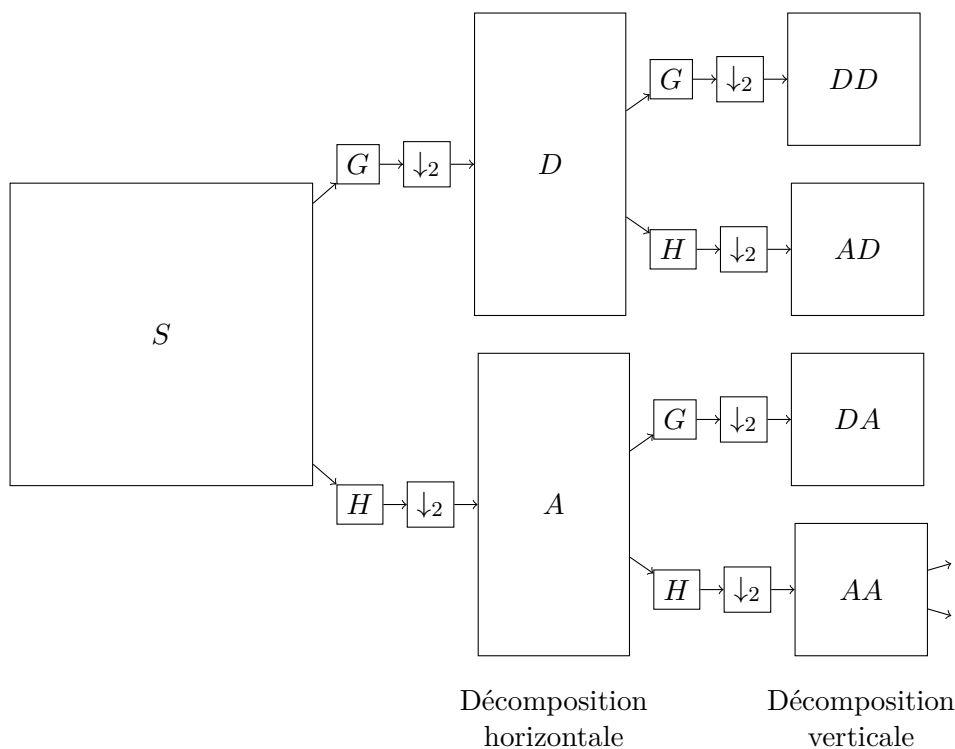 G ↓2 DD
G ↓2 D
H ↓2 AD
S
G ↓2 DA
H ↓2 A
H ↓2 AA
Décomposition
horizontale
Décomposition
verticale